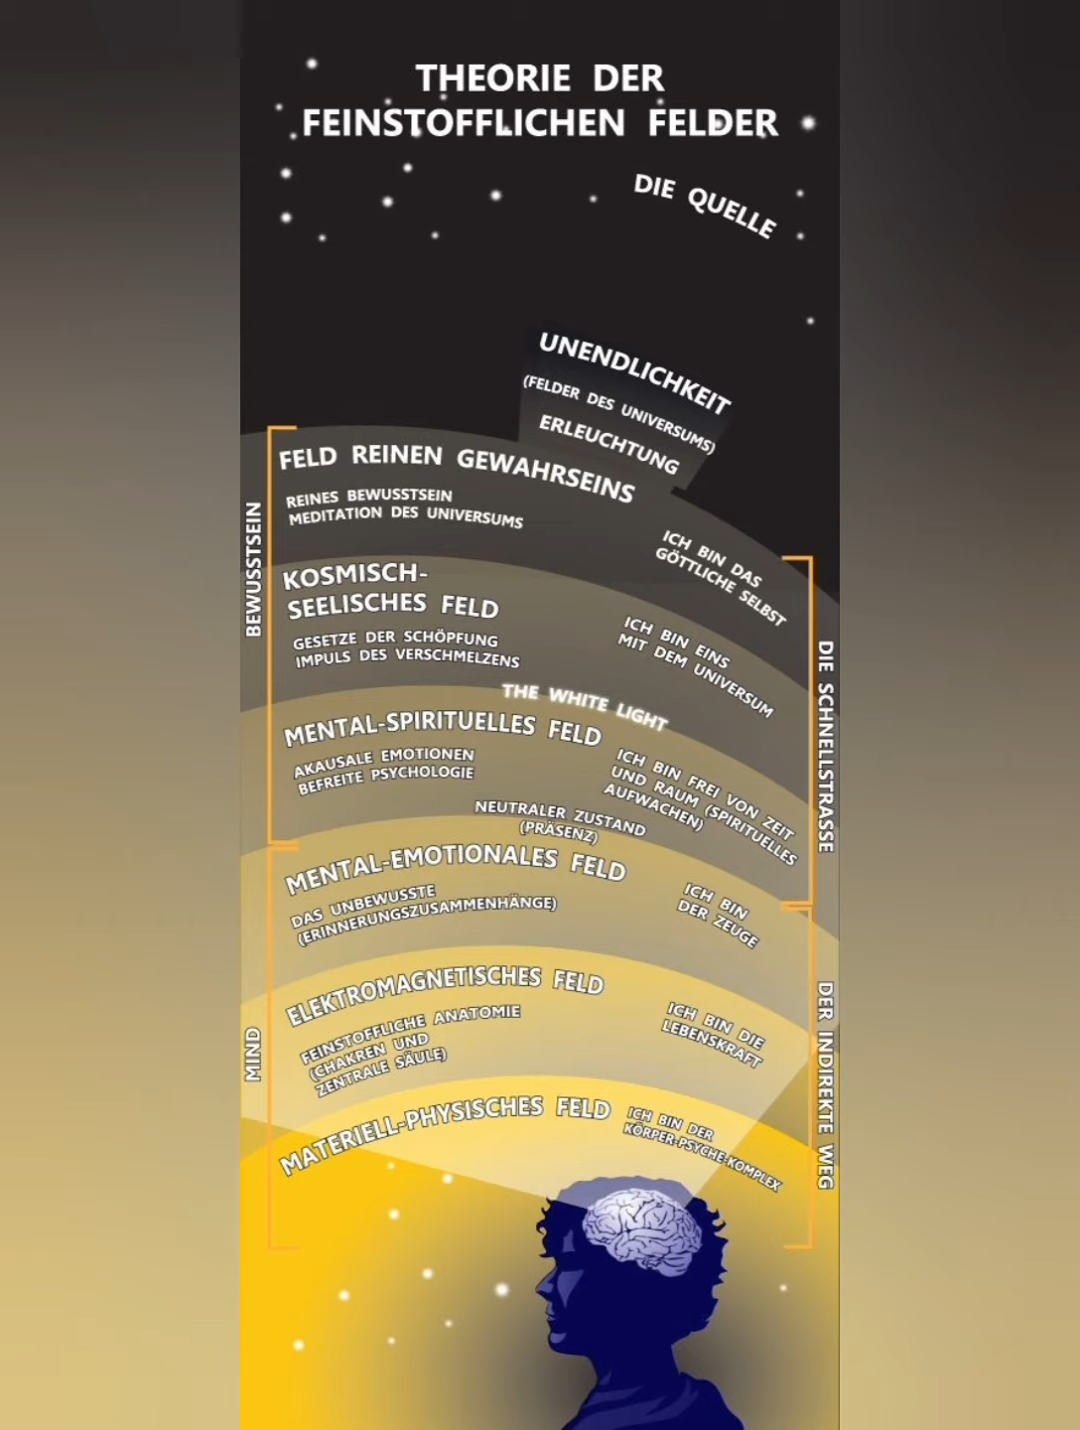 THEORIE DER
FEINSTOFFLICHEN FELDER
DIE QUELLE
UNENDLICHKEIT
(FELDER DES UNIVERSUMS)
ERLEUCHTUNG
FELD REINEN GEWAHRSEINS
REINES BEWUSSTSEIN
MEDITATION DES UNIVERSUMS
ICH BIN DAS
GÖTTLICHE SELBST
KOSMISCH-
SEELISCHES FELD
GESETZE DER SCHÖPFUNG
IMPULS DES VERSCHMELZENS
ICH BIN EINS
MIT DEM UNIVERSUM
THE WHITE LIGHT
MENTAL-SPIRITUELLES FELD
AKAUSALE EMOTIONEN
BEFREITE PSYCHOLOGIE
ICH BIN FREI VON ZEIT
UND RAUM (SPIRITUELLES
AUFWACHEN)
NEUTRALER ZUSTAND
(PRÄSENZ)
MENTAL-EMOTIONALES FELD
DAS UNBEWUSSTE
(ERINNERUNGSZUSAMMENHÄNGE)
ICH BIN
DER ZEUGE
ELEKTROMAGNETISCHES FELD
FEINSTOFFLICHE ANATOMIE
(CHAKREN UND
ZENTRALE SÄULE)
ICH BIN DIE
LEBENSKRAFT
MATERIELL-PHYSISCHES FELD
ICH BIN DER
KÖRPER-PSYCHE-KOMPLEX
BEWUSSTSEIN
MIND
DIE SCHNELLSTRASSE
DER INDIREKTE WEG